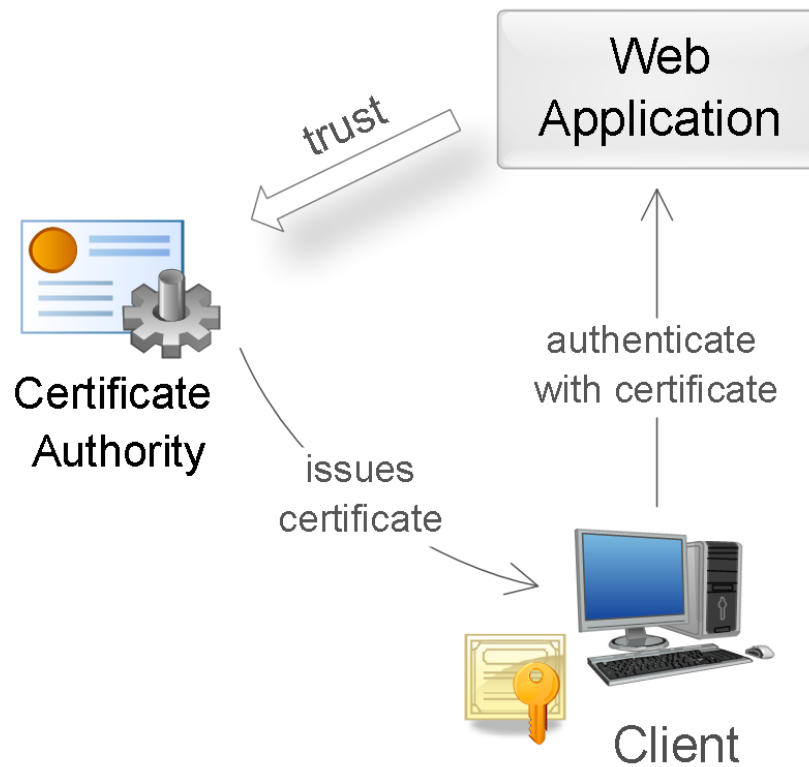 Web
Application
trust
Certificate
Authority
authenticate
with certificate
issues
certificate
Client